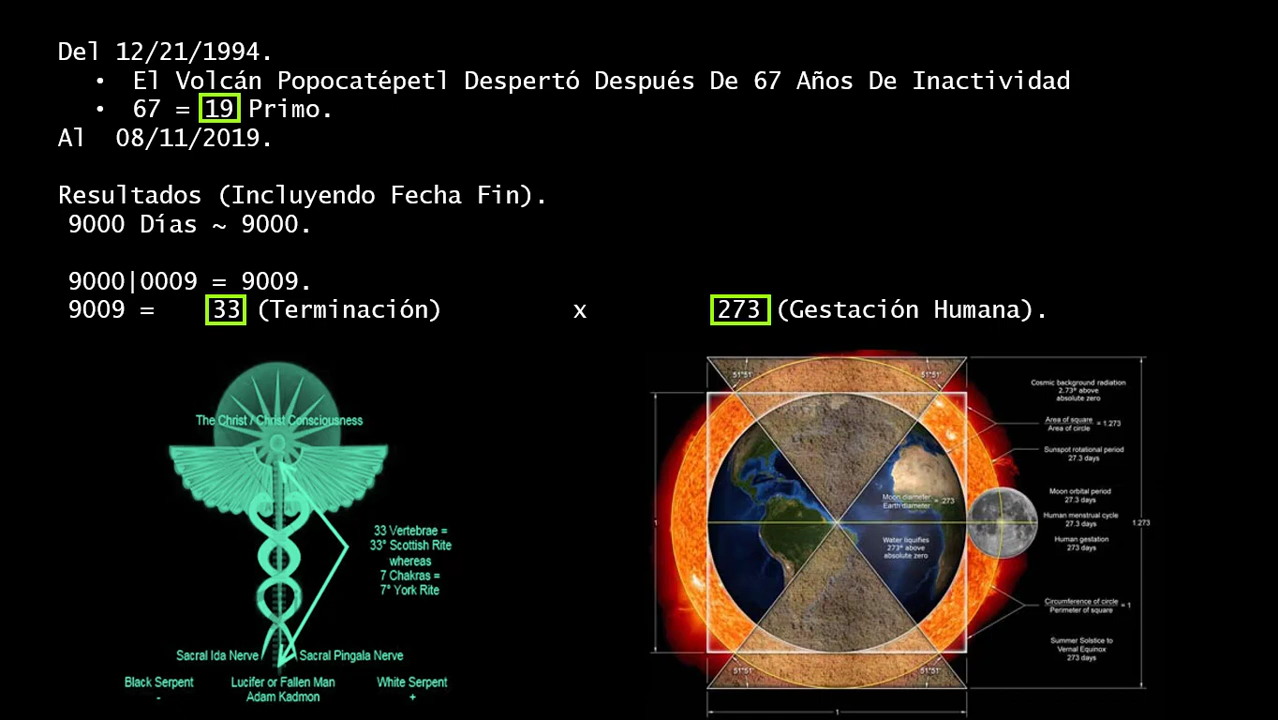 Del 12/21/1994.
• El Volcán Popocatépetl Despertó Después De 67 Años De Inactividad
• 67 = 19 Primo.
Al 08/11/2019.
Resultados (Incluyendo Fecha Fin).
9000 Días ~ 9000.
9000|0009 = 9009.
9009 = 33 (Terminación) x 273 (Gestación Humana).
The Christ / Christ Consciousness
33 Vertebrae =
33° Scottish Rite
whereas
7 Chakras =
7° York Rite
Sacral Ida Nerve
Sacral Pingala Nerve
Black Serpent
-
Lucifer or Fallen Man
Adam Kadmon
White Serpent
+
51°51'
51°51'
Cosmic background radiation
2.73° above
absolute zero
Area of square
Area of circle = 1.273
Sunspot rotational period
27.3 days
Moon diameter
Earth diameter = .273
Moon orbital period
27.3 days
Human menstrual cycle
27.3 days
Human gestation
273 days
1
1.273
Water liquifies
273° above
absolute zero
Circumference of circle
Perimeter of square = 1
Summer Solstice to
Vernal Equinox
273 days
51°51'
51°51'
1